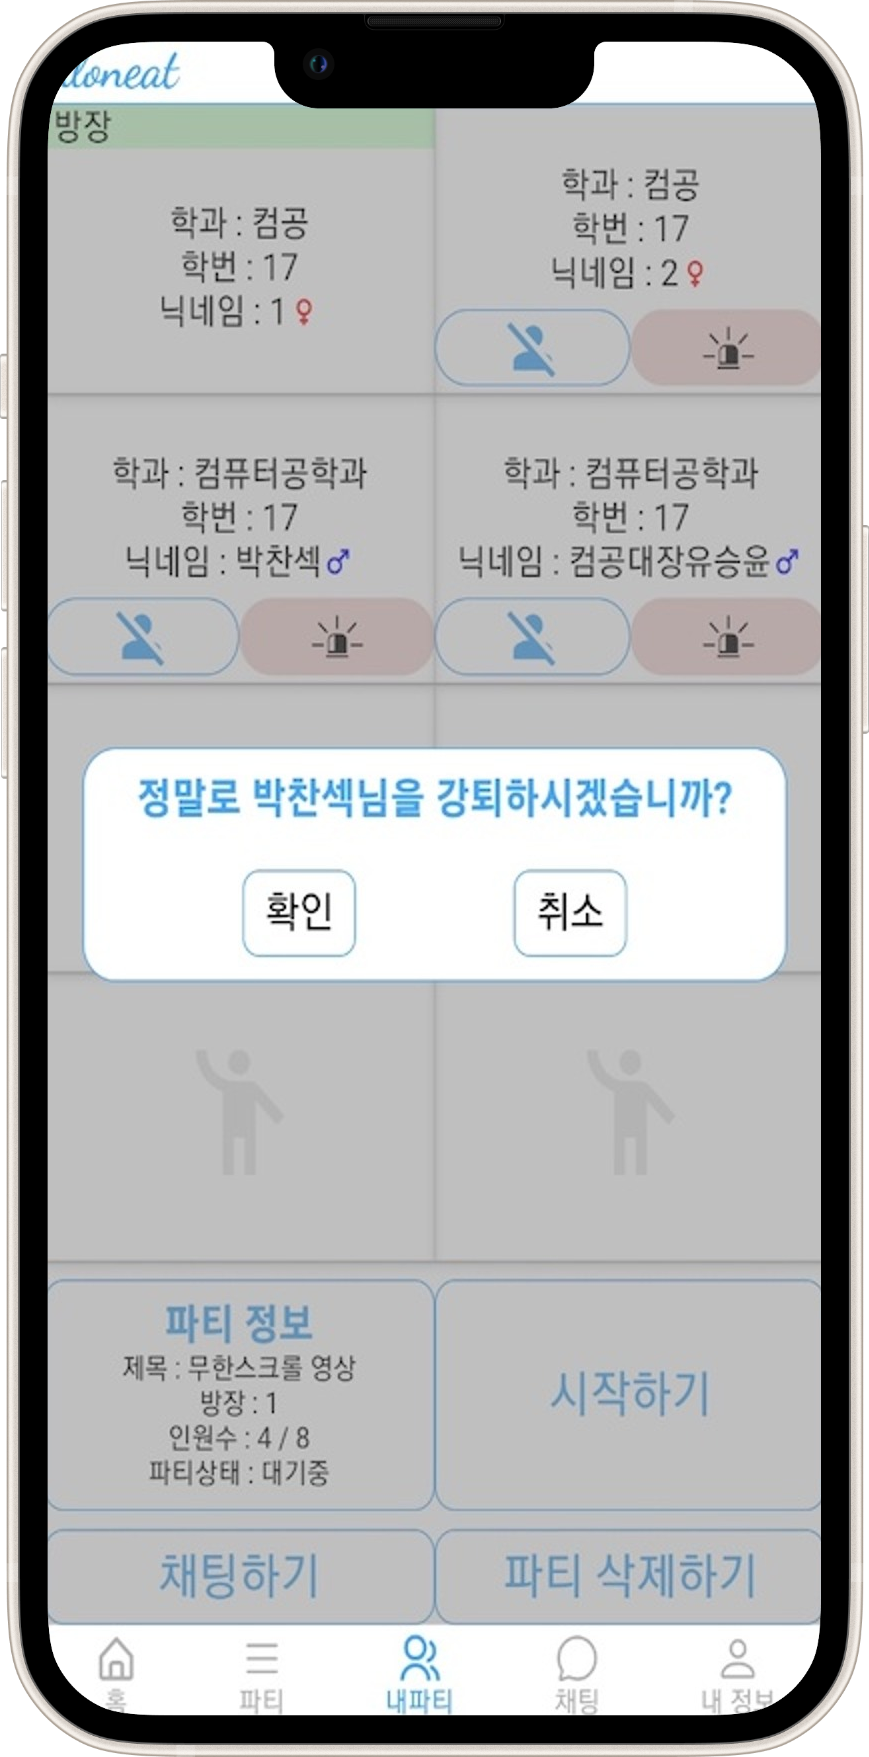 doneat
방장
학과 : 컴공
학번 : 17
닉네임 : 1
학과 : 컴공
학번 : 17
닉네임 : 2
학과 : 컴퓨터공학과
학번 : 17
닉네임 : 박찬섹
학과 : 컴퓨터공학과
학번 : 17
닉네임 : 컴공대장유승윤
정말로 박찬섹님을 강퇴하시겠습니까?
확인
취소
파티 정보
제목 : 무한스크롤 영상
방장 : 1
인원수 : 4 / 8
파티상태 : 대기중
시작하기
채팅하기
파티 삭제하기
홈
파티
내파티
채팅
내 정보